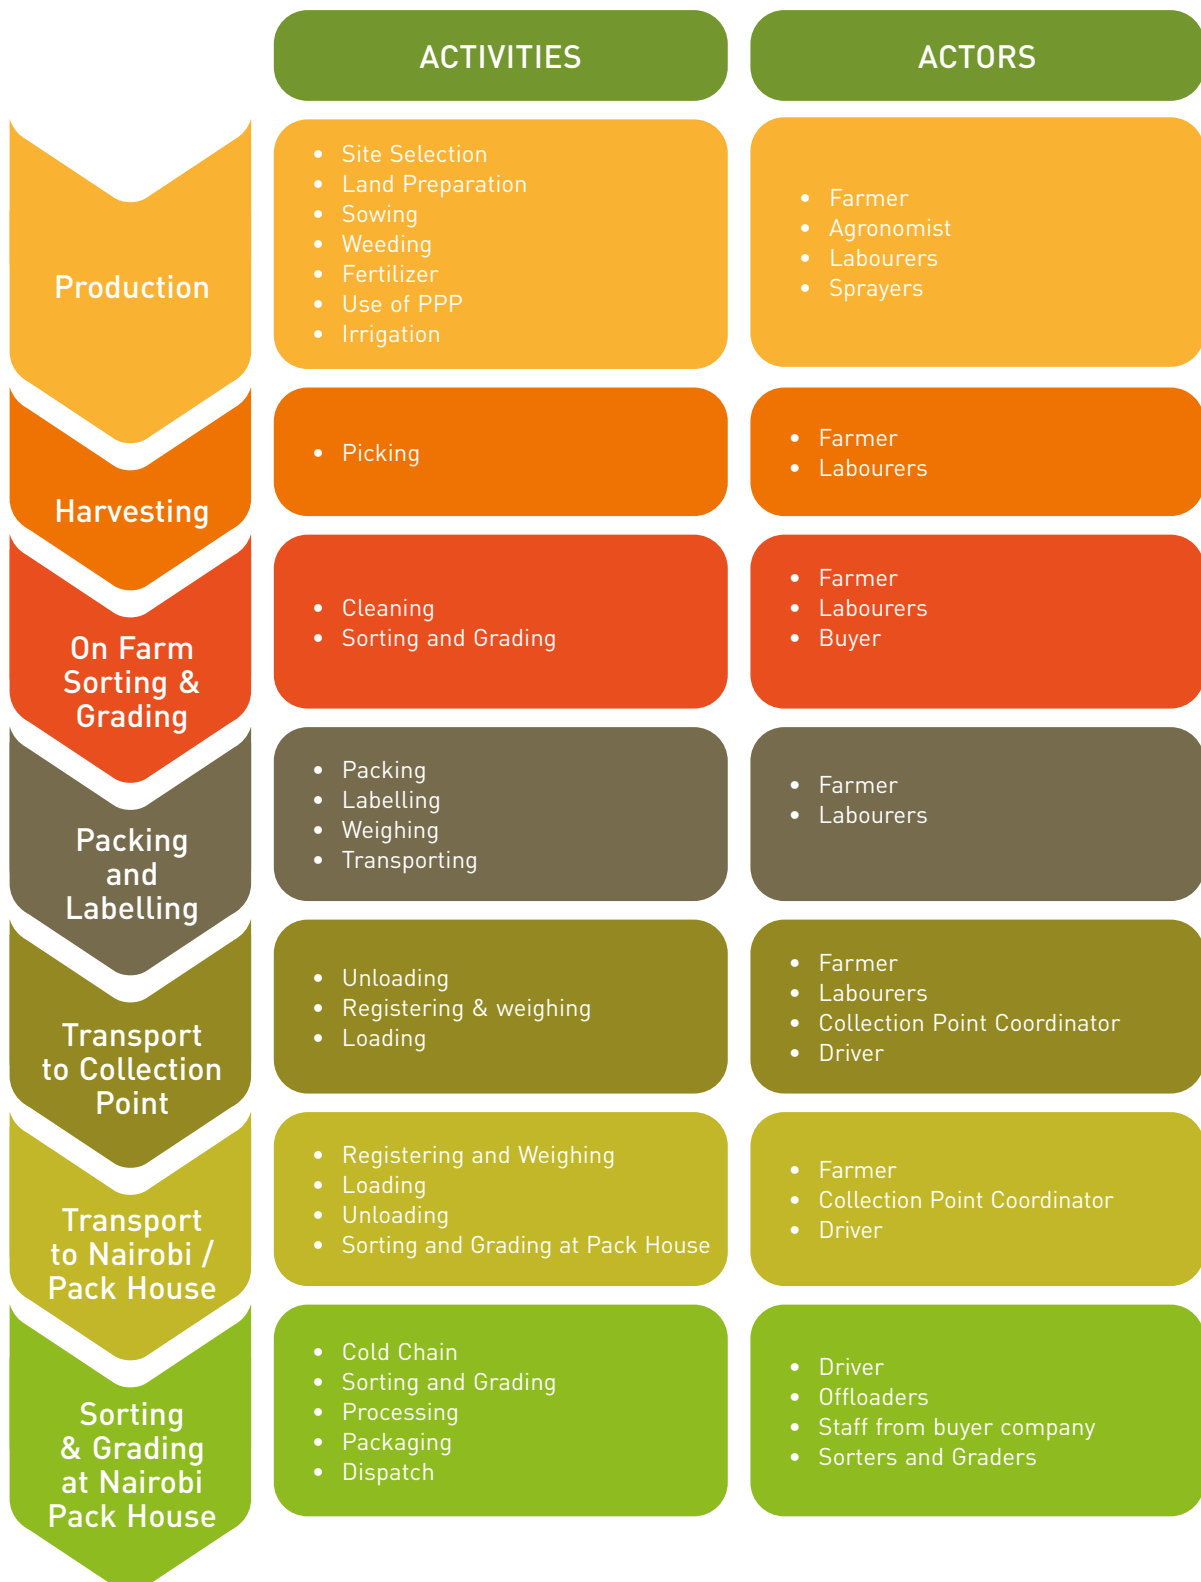 ACTIVITIES
ACTORS
Production
• Site Selection
• Land Preparation
• Sowing
• Weeding
• Fertilizer
• Use of PPP
• Irrigation
• Farmer
• Agronomist
• Labourers
• Sprayers
Harvesting
• Picking
• Farmer
• Labourers
On Farm
Sorting &
Grading
• Cleaning
• Sorting and Grading
• Farmer
• Labourers
• Buyer
Packing
and
Labelling
• Packing
• Labelling
• Weighing
• Transporting
• Farmer
• Labourers
Transport
to Collection
Point
• Unloading
• Registering & weighing
• Loading
• Farmer
• Labourers
• Collection Point Coordinator
• Driver
Transport
to Nairobi /
Pack House
• Registering and Weighing
• Loading
• Unloading
• Sorting and Grading at Pack House
• Farmer
• Collection Point Coordinator
• Driver
Sorting
& Grading
at Nairobi
Pack House
• Cold Chain
• Sorting and Grading
• Processing
• Packaging
• Dispatch
• Driver
• Offloaders
• Staff from buyer company
• Sorters and Graders